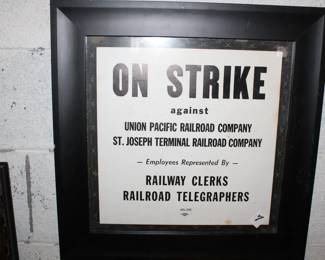 ON STRIKE
against
UNION PACIFIC RAILROAD COMPANY
ST. JOSEPH TERMINAL RAILROAD COMPANY
— Employees Represented By —
RAILWAY CLERKS
RAILROAD TELEGRAPHERS